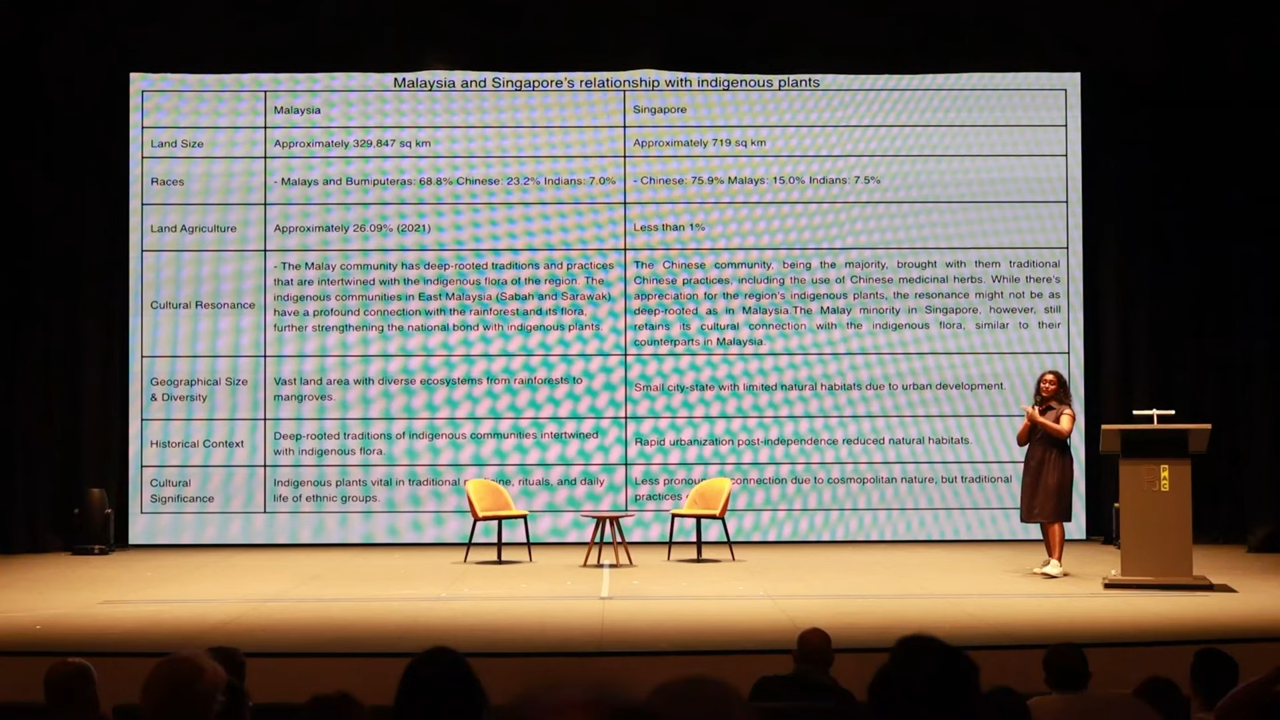 Malaysia and Singapore's relationship with indigenous plants
Malaysia
Singapore
Land Size
Approximately 329,847 sq km
Approximately 719 sq km
Races
- Malays and Bumiputeras: 68.8% Chinese: 23.2% Indians: 7.0%
- Chinese: 75.9% Malays: 15.0% Indians: 7.5%
Land Agriculture
Approximately 26.09% (2021)
Less than 1%
Cultural Resonance
- The Malay community has deep-rooted traditions and practices
that are intertwined with the indigenous flora of the region. The
indigenous communities in East Malaysia (Sabah and Sarawak)
have a profound connection with the rainforest and its flora,
further strengthening the national bond with indigenous plants.
The Chinese community, being the majority, brought with them traditional
Chinese practices, including the use of Chinese medicinal herbs. While there's
appreciation for the region's indigenous plants, the resonance might not be as
deep-rooted as in Malaysia.The Malay minority in Singapore, however, still
retains its cultural connection with the indigenous flora, similar to their
counterparts in Malaysia.
Geographical Size
& Diversity
Vast land area with diverse ecosystems from rainforests to
mangroves.
Small city-state with limited natural habitats due to urban development.
Historical Context
Deep-rooted traditions of indigenous communities intertwined
with indigenous flora.
Rapid urbanization post-independence reduced natural habitats.
Cultural
Significance
Indigenous plants vital in traditional rituals, and daily
life of ethnic groups.
Less connection due to cosmopolitan nature, but traditional
practices
PAC